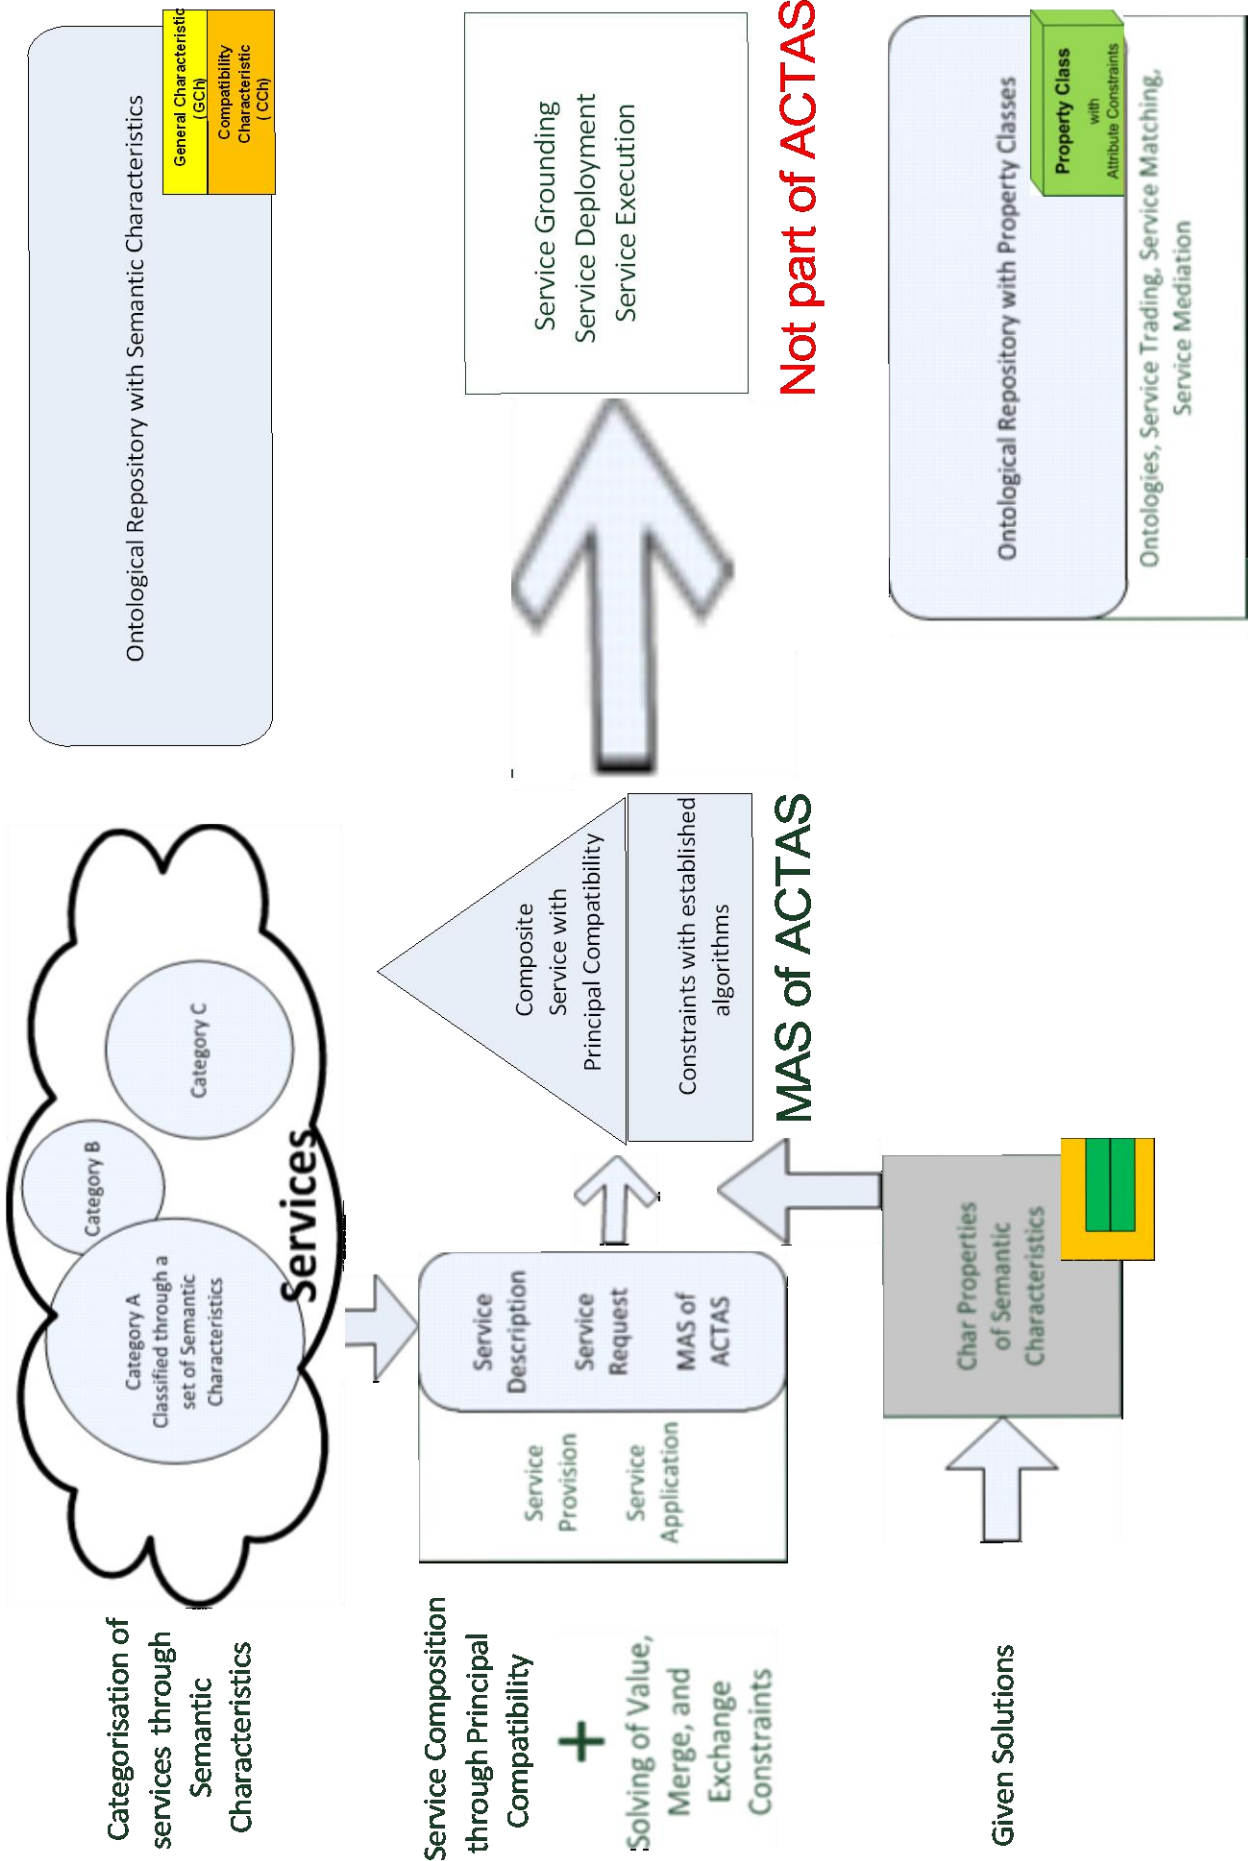 Categorisation of
services through
Semantic
Characteristics
Category A
Classified through a
set of Semantic
Characteristics
Category B
Category C
Services
Ontological Repository with Semantic Characteristics
General Characteristic
(GCh)
Compatibility
Characteristic
( CCh)
Service Composition
through Principal
Compatibility
+
Solving of Value,
Merge, and
Exchange
Constraints
Service
Provision
Service
Application
Service
Description
Service
Request
MAS of
ACTAS
Composite
Service with
Principal Compatibility
Constraints with established
algorithms
MAS of ACTAS
Service Grounding
Service Deployment
Service Execution
Not part of ACTAS
Given Solutions
Char Properties
of Semantic
Characteristics
Ontological Repository with Property Classes
Property Class
with
Attribute Constraints
Ontologies, Service Trading, Service Matching,
Service Mediation